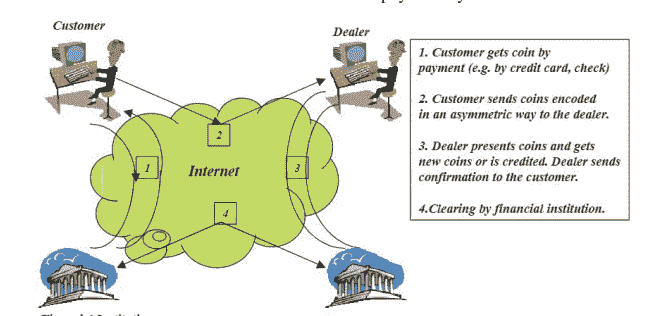 Customer
Dealer
1. Customer gets coin by
payment (e.g. by credit card, check)
2. Customer sends coins encoded
in an asymmetric way to the dealer.
3. Dealer presents coins and gets
new coins or is credited. Dealer sends
confirmation to the customer.
4.Clearing by financial institution.
2
1
Internet
3
4